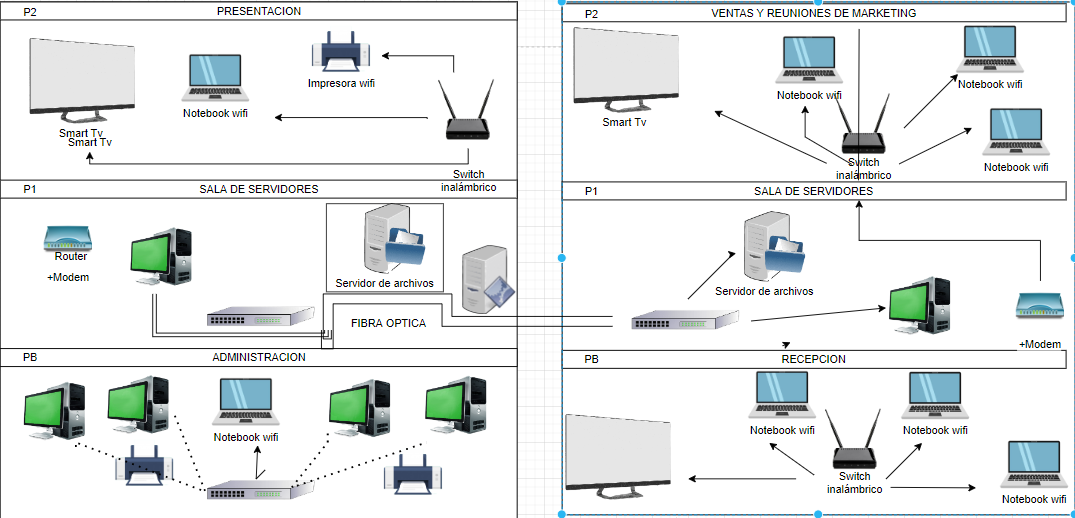 P2 PRESENTACION
Impresora wifi
Notebook wifi
Smart Tv
Smart Tv
Switch
inalámbrico
P1 SALA DE SERVIDORES
Router
+Modem
Servidor de archivos
FIBRA OPTICA
PB ADMINISTRACION
Notebook wifi
P2 VENTAS Y REUNIONES DE MARKETING
Notebook wifi
Notebook wifi
Smart Tv
Switch
inalámbrico
Notebook wifi
P1 SALA DE SERVIDORES
Servidor de archivos
+Modem
PB RECEPCION
Notebook wifi
Notebook wifi
Switch
inalámbrico
Notebook wifi